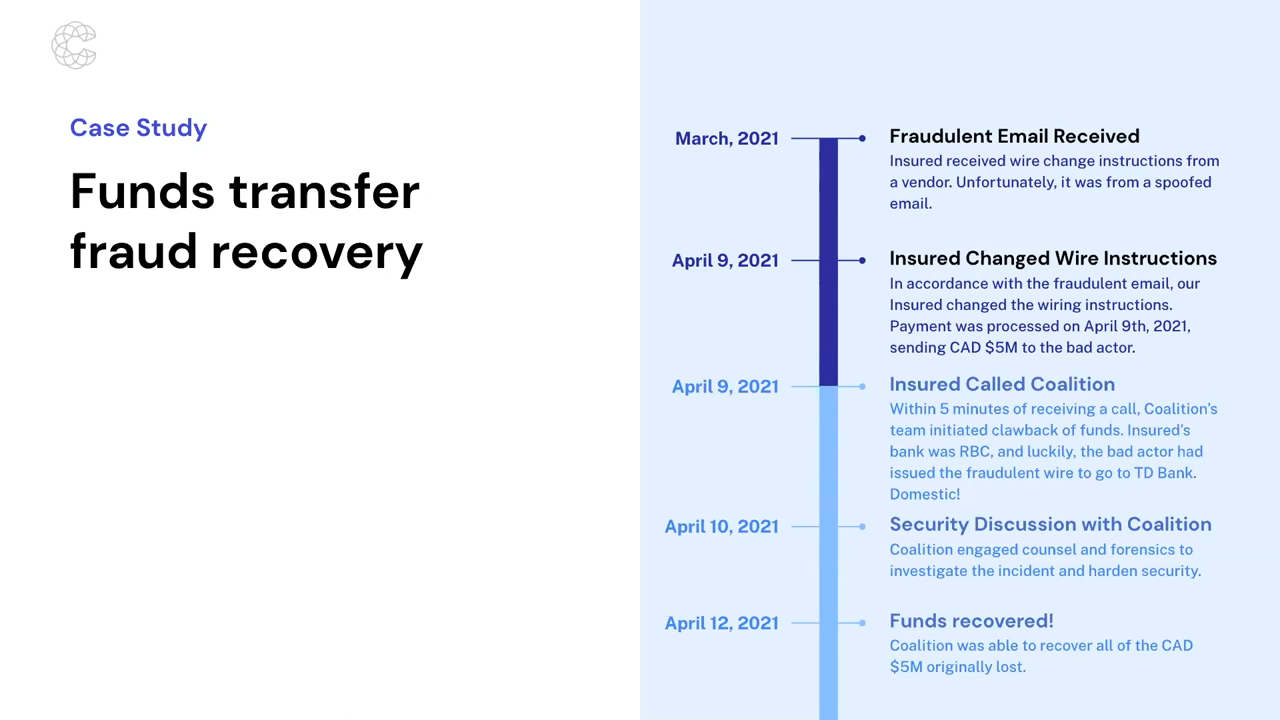 Case Study
Funds transfer
fraud recovery
March, 2021
Fraudulent Email Received
Insured received wire change instructions from
a vendor. Unfortunately, it was from a spoofed
email.
April 9, 2021
Insured Changed Wire Instructions
In accordance with the fraudulent email, our
Insured changed the wiring instructions.
Payment was processed on April 9th, 2021,
sending CAD $5M to the bad actor.
April 9, 2021
Insured Called Coalition
Within 5 minutes of receiving a call, Coalition's
team initiated clawback of funds. Insured's
bank was RBC, and luckily, the bad actor had
issued the fraudulent wire to go to TD Bank.
Domestic!
April 10, 2021
Security Discussion with Coalition
Coalition engaged counsel and forensics to
investigate the incident and harden security.
April 12, 2021
Funds recovered!
Coalition was able to recover all of the CAD
$5M originally lost.